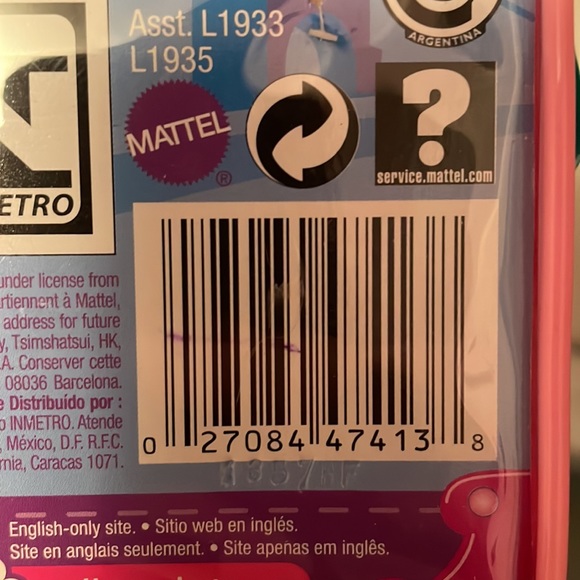 Asst. L1933
L1935
ARGENTINA
MATTEL
®
?
service.mattel.com
ETRO
under license from
artiennent à Mattel,
address for future
y, Tsimshatsui, HK,
.A. Conserver cette
08036 Barcelona.
e Distribuído por :
o INMETRO. Atende
, México, D.F. R.F.C.
rnia, Caracas 1071.
0 27084 47413 8
English-only site. • Sitio web en inglés.
Site en anglais seulement. • Site apenas em inglês.